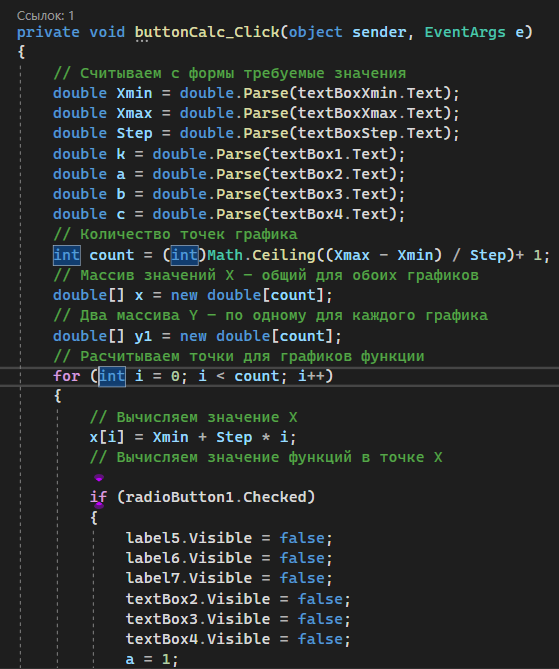 Ссылок: 1
private void buttonCalc_Click(object sender, EventArgs e)
{
// Считываем с формы требуемые значения
double Xmin = double.Parse(textBoxXmin.Text);
double Xmax = double.Parse(textBoxXmax.Text);
double Step = double.Parse(textBoxStep.Text);
double k = double.Parse(textBox1.Text);
double a = double.Parse(textBox2.Text);
double b = double.Parse(textBox3.Text);
double c = double.Parse(textBox4.Text);
// Количество точек графика
int count = (int)Math.Ceiling((Xmax - Xmin) / Step)+ 1;
// Массив значений X – общий для обоих графиков
double[] x = new double[count];
// Два массива Y – по одному для каждого графика
double[] y1 = new double[count];
// Расчитываем точки для графиков функции
for (int i = 0; i < count; i++)
{
// Вычисляем значение X
x[i] = Xmin + Step * i;
// Вычисляем значение функций в точке X
if (radioButton1.Checked)
{
label5.Visible = false;
label6.Visible = false;
label7.Visible = false;
textBox2.Visible = false;
textBox3.Visible = false;
textBox4.Visible = false;
a = 1;